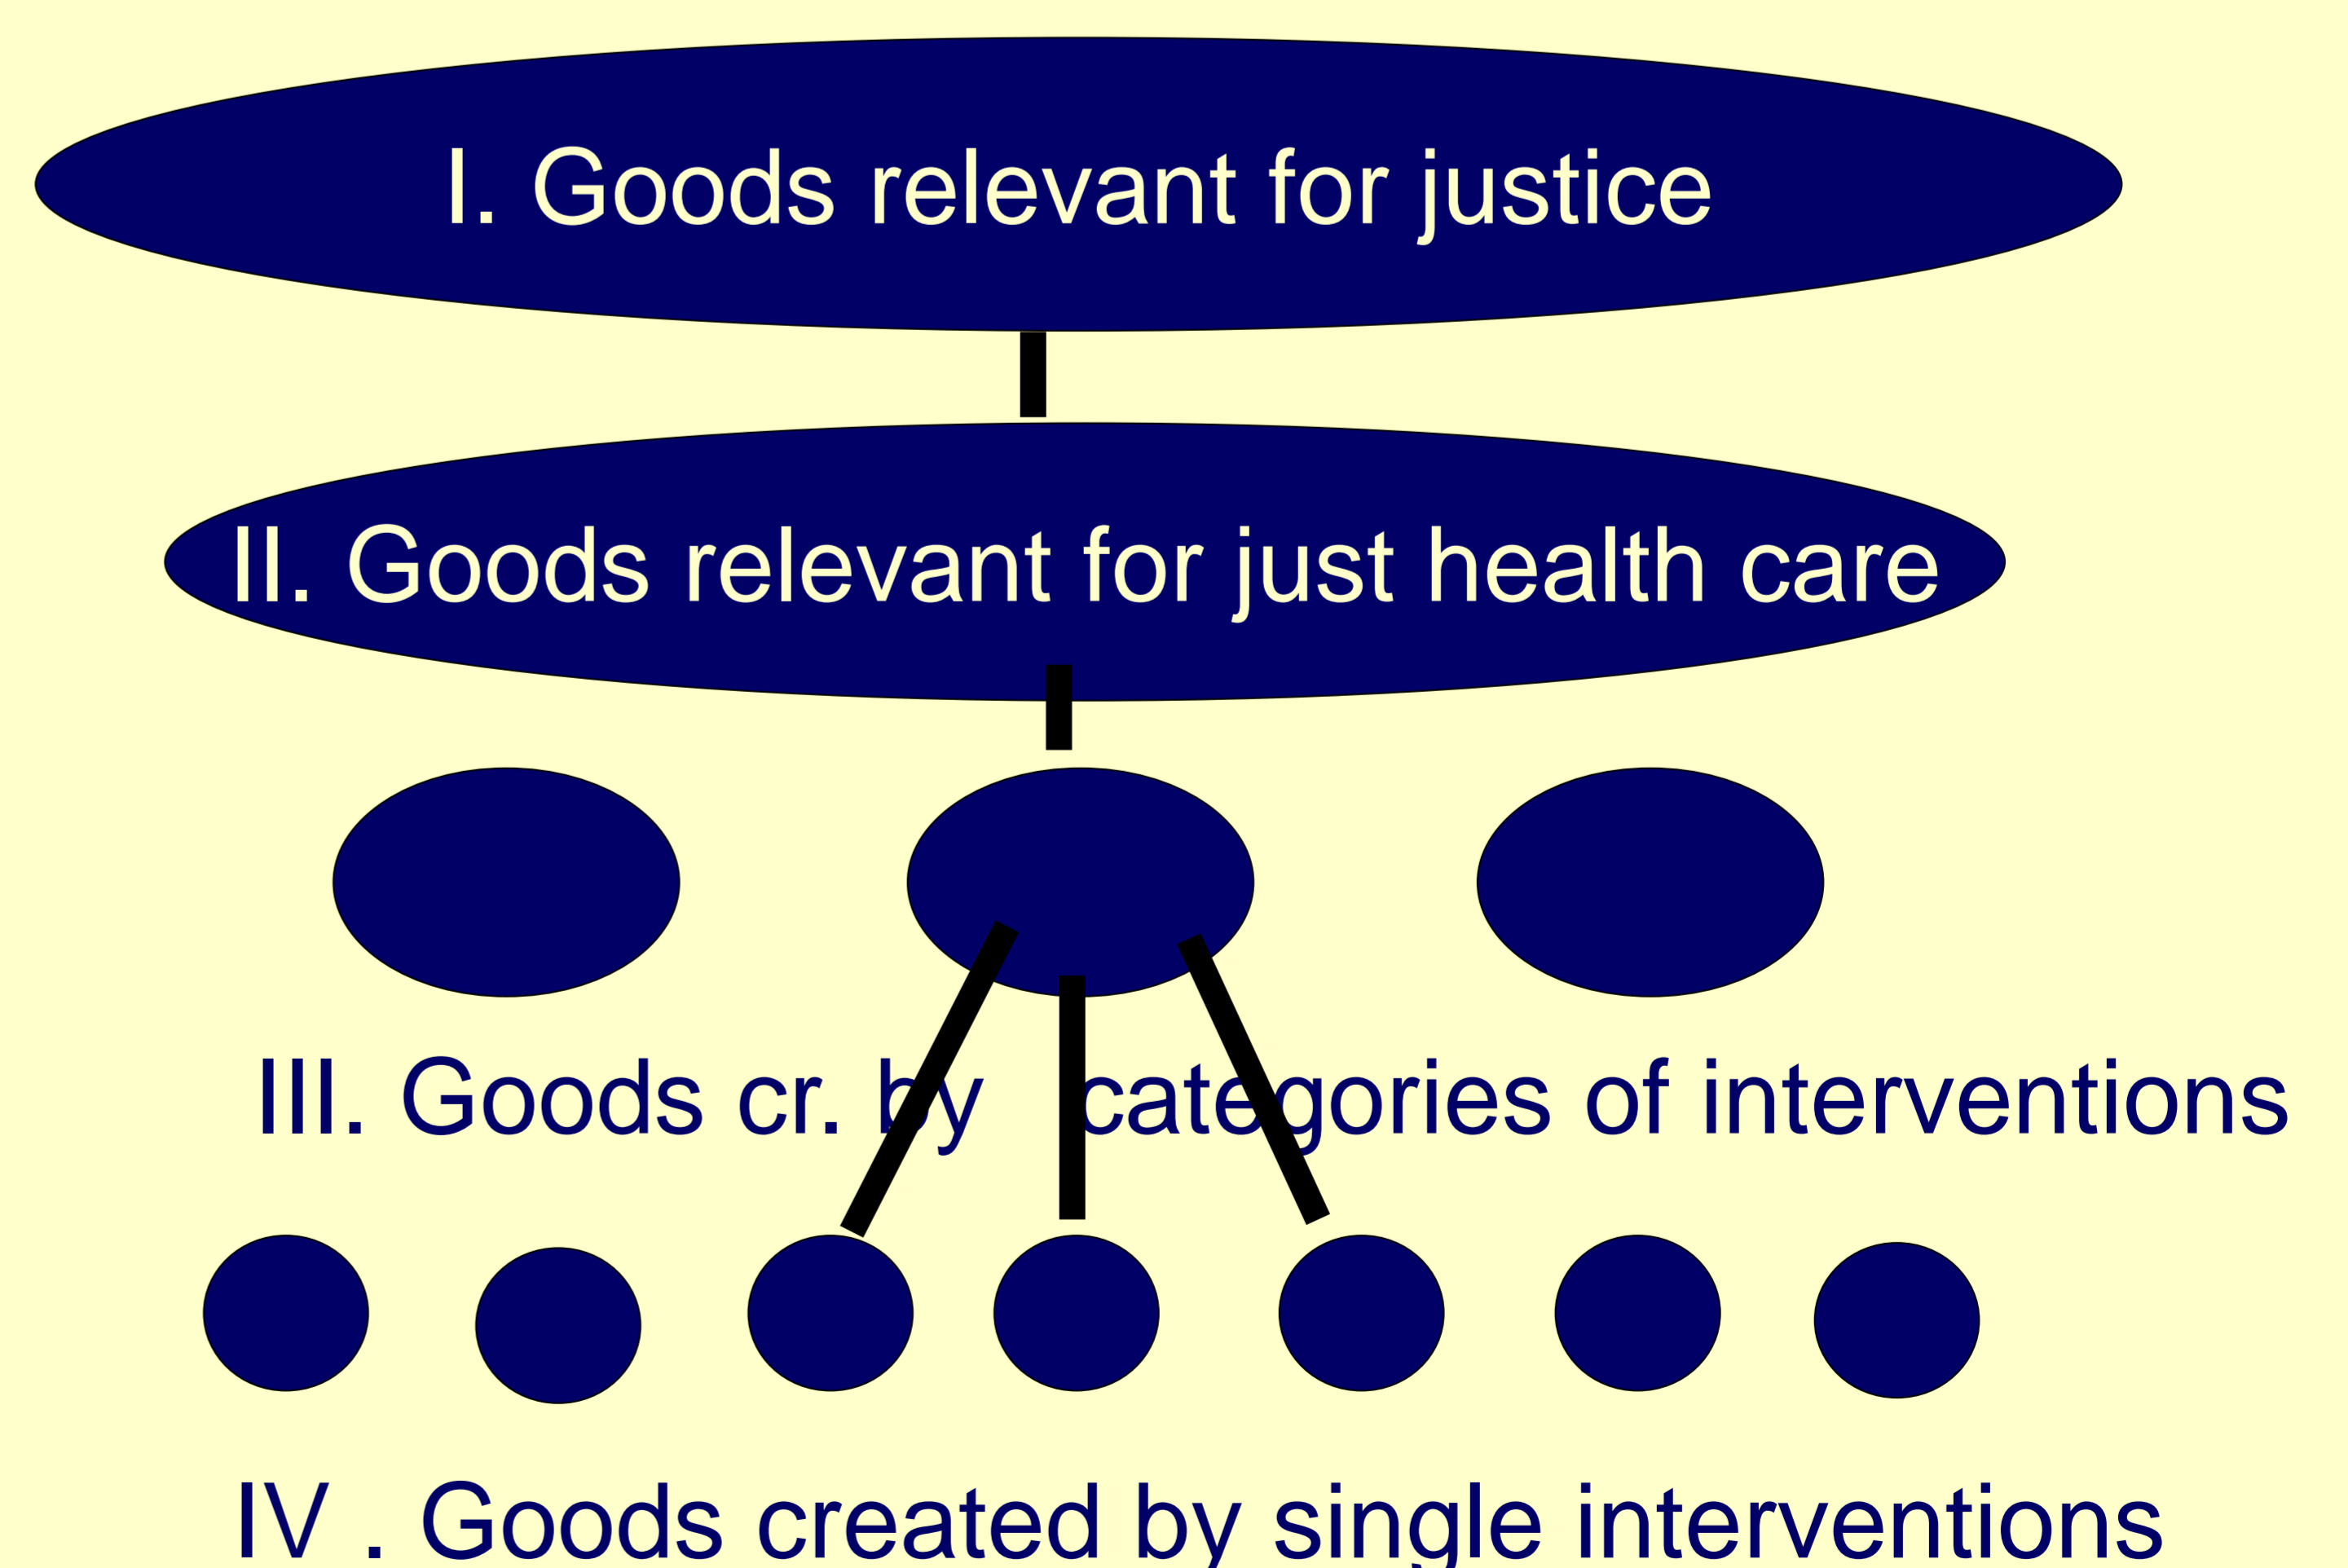 I. Goods relevant for justice
II. Goods relevant for just health care
III. Goods cr. by categories of interventions
IV . Goods created by single interventions